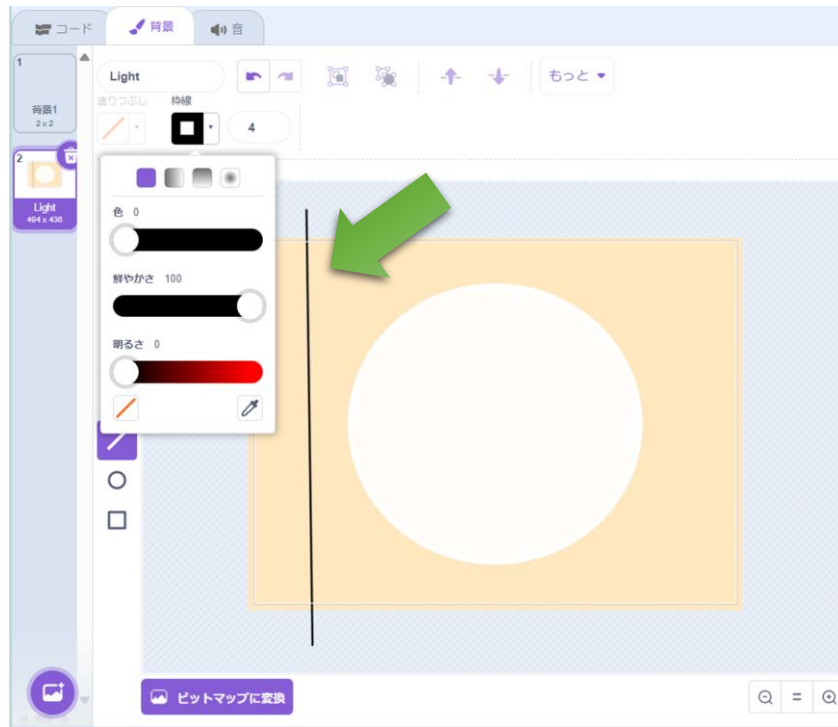 コード
背景
音
1
背景1
2 x 2
2
Light
494 x 436
Light
もっと
塗りつぶし
枠線
4
色 0
鮮やかさ 100
明るさ 0
ビットマップに変換